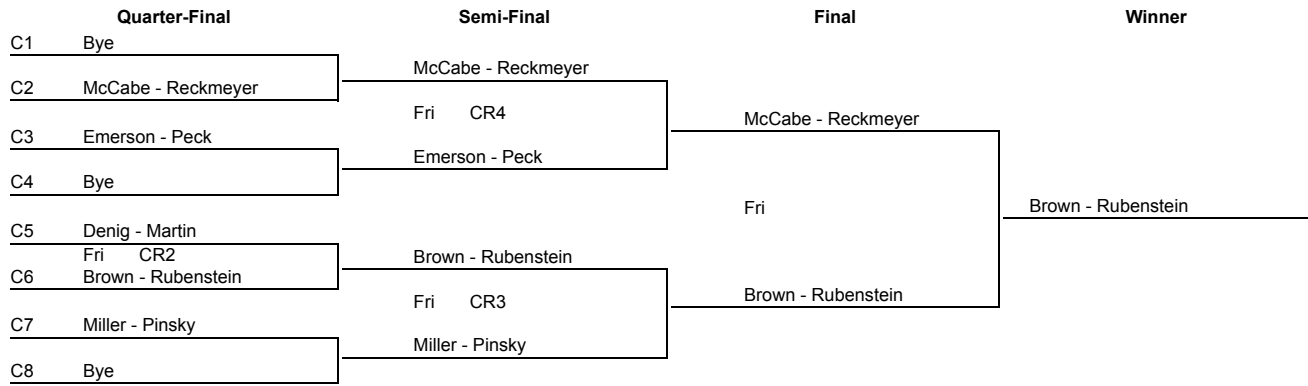 Quarter-Final Semi-Final Final Winner
C1 Bye
McCabe - Reckmeyer
C2 McCabe - Reckmeyer
Fri CR4
McCabe - Reckmeyer
C3 Emerson - Peck
Emerson - Peck
C4 Bye
Fri
Brown - Rubenstein
C5 Denig - Martin
Fri CR2
Brown - Rubenstein
C6 Brown - Rubenstein
Fri CR3
Brown - Rubenstein
C7 Miller - Pinsky
Miller - Pinsky
C8 Bye